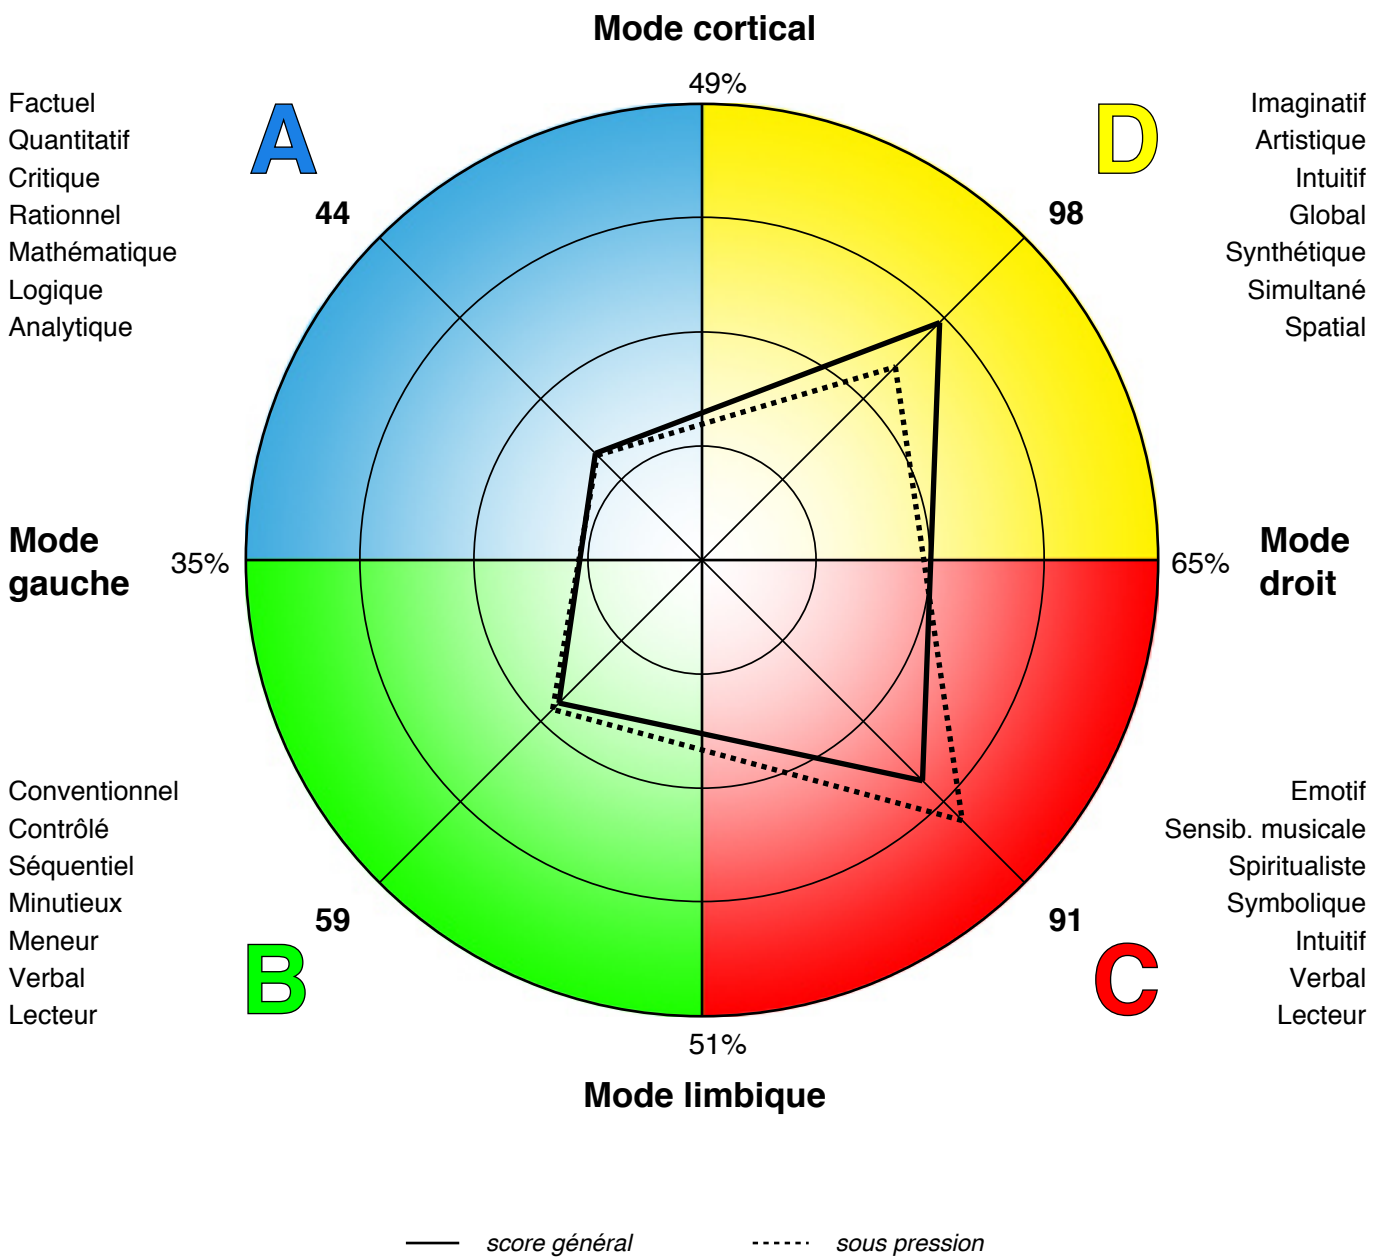 Mode cortical
49%
A
44
Factuel
Quantitatif
Critique
Rationnel
Mathématique
Logique
Analytique
D
98
Imaginatif
Artistique
Intuitif
Global
Synthétique
Simultané
Spatial
Mode
gauche
35%
65%
Mode
droit
Conventionnel
Contrôlé
Séquentiel
Minutieux
Meneur
Verbal
Lecteur
59
B
91
C
Emotif
Sensib. musicale
Spiritualiste
Symbolique
Intuitif
Verbal
Lecteur
51%
Mode limbique
score général
sous pression